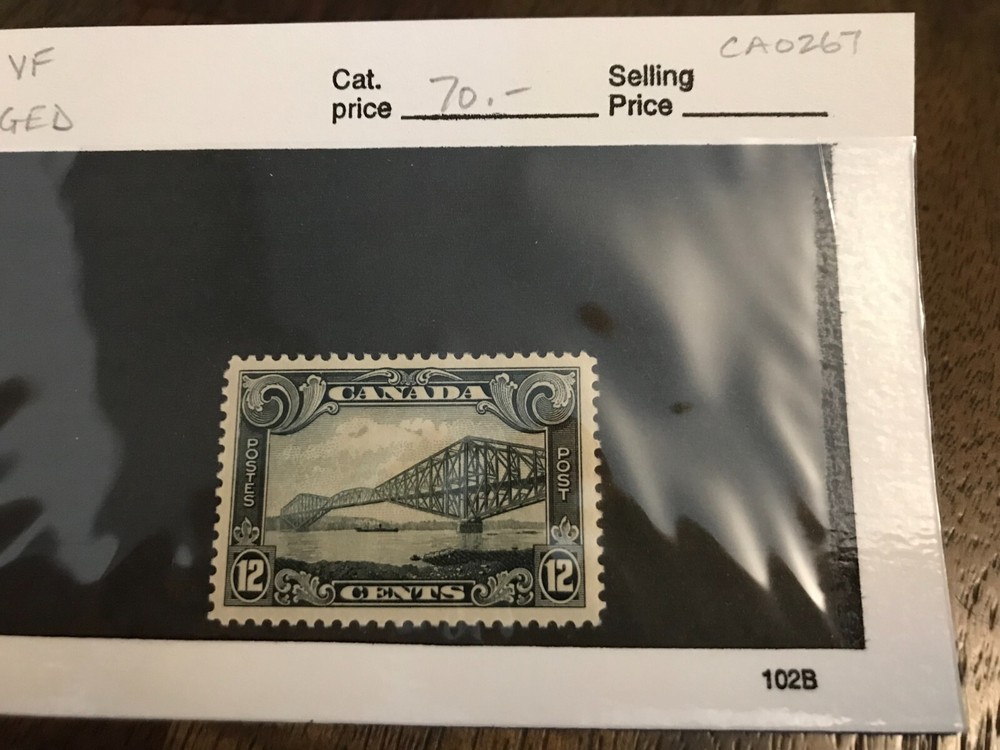 VF
GED
Cat.
price 70.-
Selling
Price
CA0267
CANADA
POSTES
POST
12
CENTS
12
102B